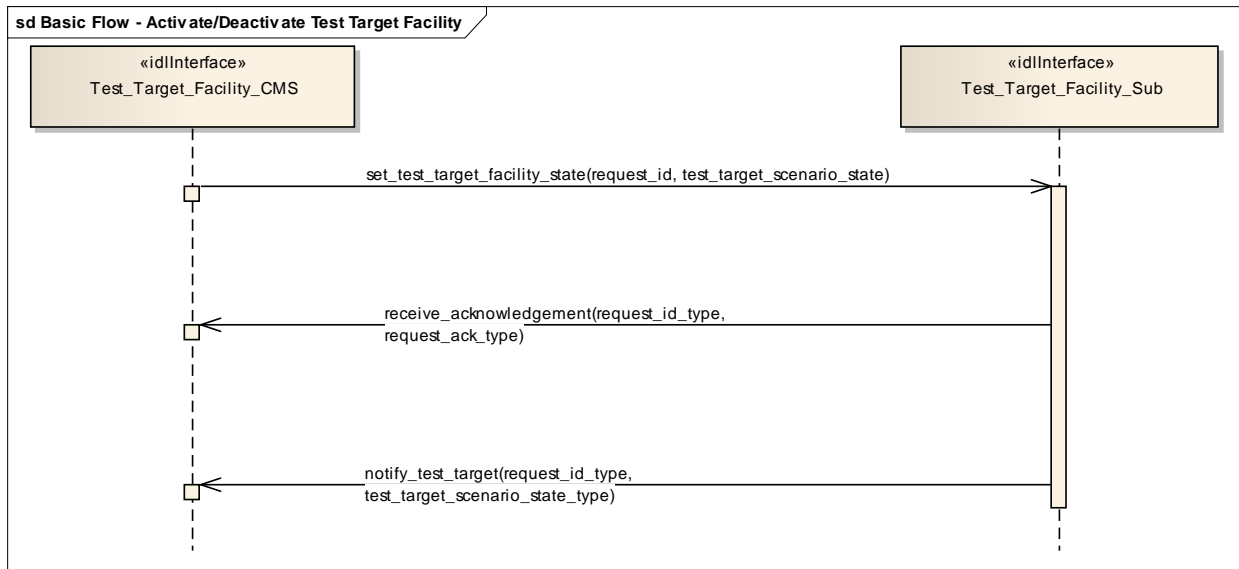 sd Basic Flow - Activate/Deactivate Test Target Facility
«idlInterface»
Test_Target_Facility_CMS
«idlInterface»
Test_Target_Facility_Sub
set_test_target_facility_state(request_id, test_target_scenario_state)
receive_acknowledgement(request_id_type,
request_ack_type)
notify_test_target(request_id_type,
test_target_scenario_state_type)